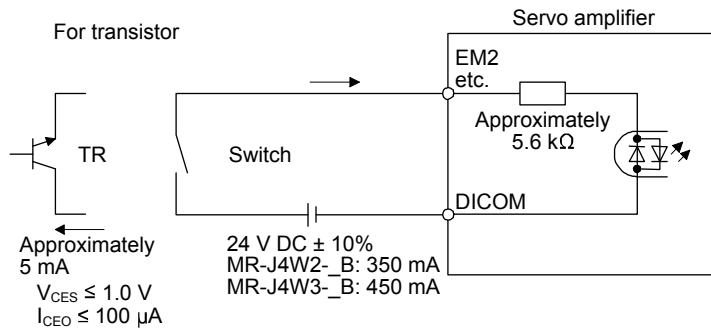 For transistor
Servo amplifier
EM2
etc.
Approximately
5.6 kΩ
TR
Switch
DICOM
Approximately
5 mA
24 V DC ± 10%
MR-J4W2-_B: 350 mA
MR-J4W3-_B: 450 mA
VCES ≤ 1.0 V
ICEO ≤ 100 µA